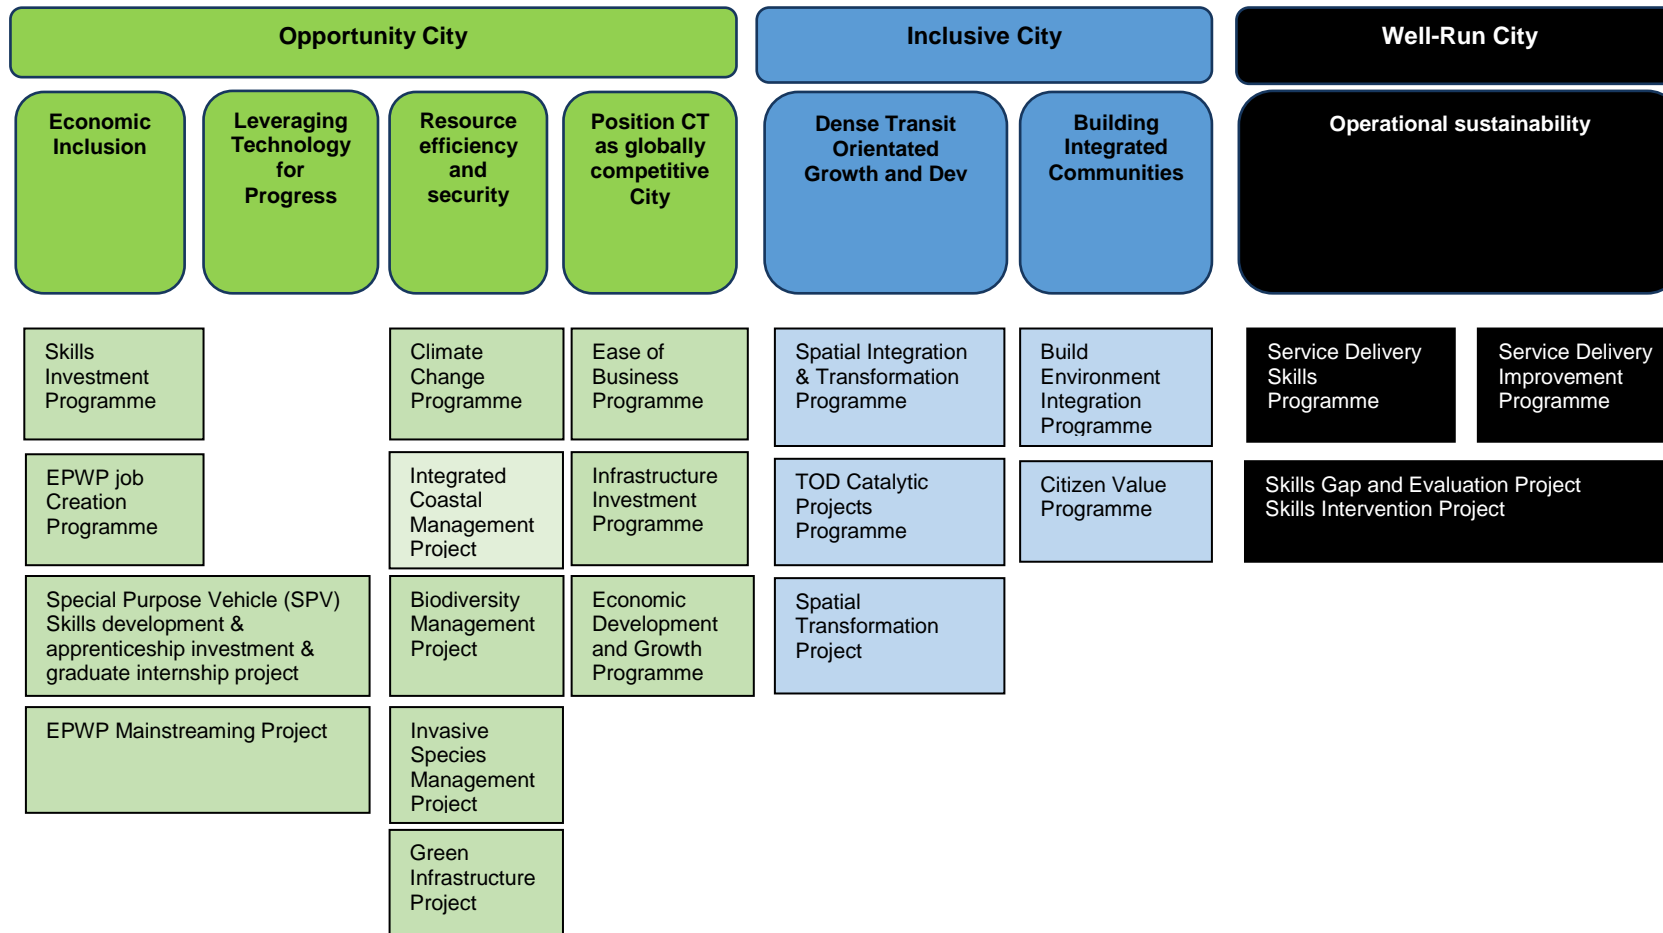 Opportunity City
Inclusive City
Well-Run City
Economic
Inclusion
Leveraging
Technology
for
Progress
Resource
efficiency
and
security
Position CT
as globally
competitive
City
Dense Transit
Orientated
Growth and Dev
Building
Integrated
Communities
Operational sustainability
Skills
Investment
Programme
Climate
Change
Programme
Ease of
Business
Programme
Spatial Integration
& Transformation
Programme
Build
Environment
Integration
Programme
Service Delivery
Skills
Programme
Service Delivery
Improvement
Programme
EPWP job
Creation
Programme
Integrated
Coastal
Management
Project
Infrastructure
Investment
Programme
TOD Catalytic
Projects
Programme
Citizen Value
Programme
Skills Gap and Evaluation Project
Skills Intervention Project
Special Purpose Vehicle (SPV)
Skills development &
apprenticeship investment &
graduate internship project
Biodiversity
Management
Project
Economic
Development
and Growth
Programme
Spatial
Transformation
Project
EPWP Mainstreaming Project
Invasive
Species
Management
Project
Green
Infrastructure
Project